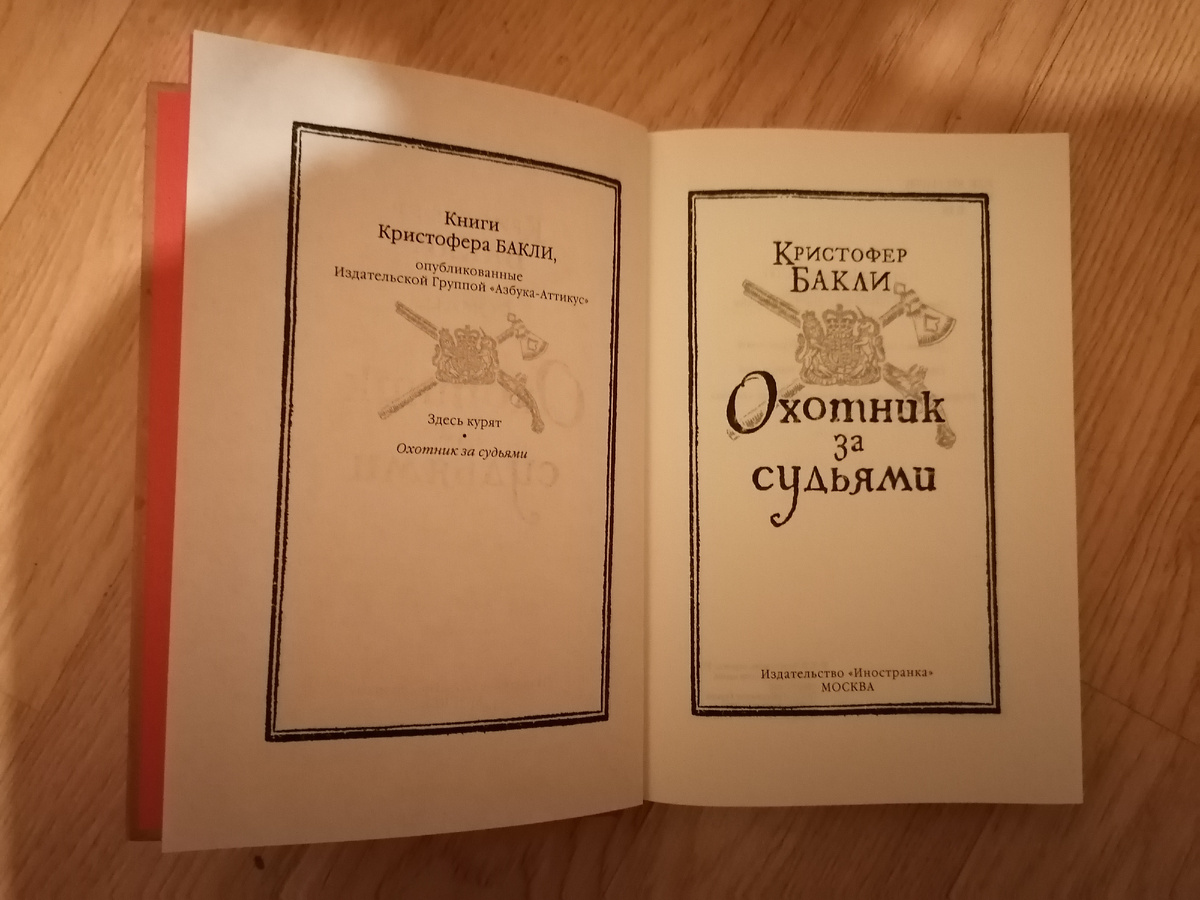 Книги
Кристофера БАКЛИ,
опубликованные
Издательской Группой «Азбука-Аттикус»
Здесь курят
•
Охотник за судьями
Кристофер
Бакли
Охотник
за
судьями
Издательство «Иностранка»
МОСКВА